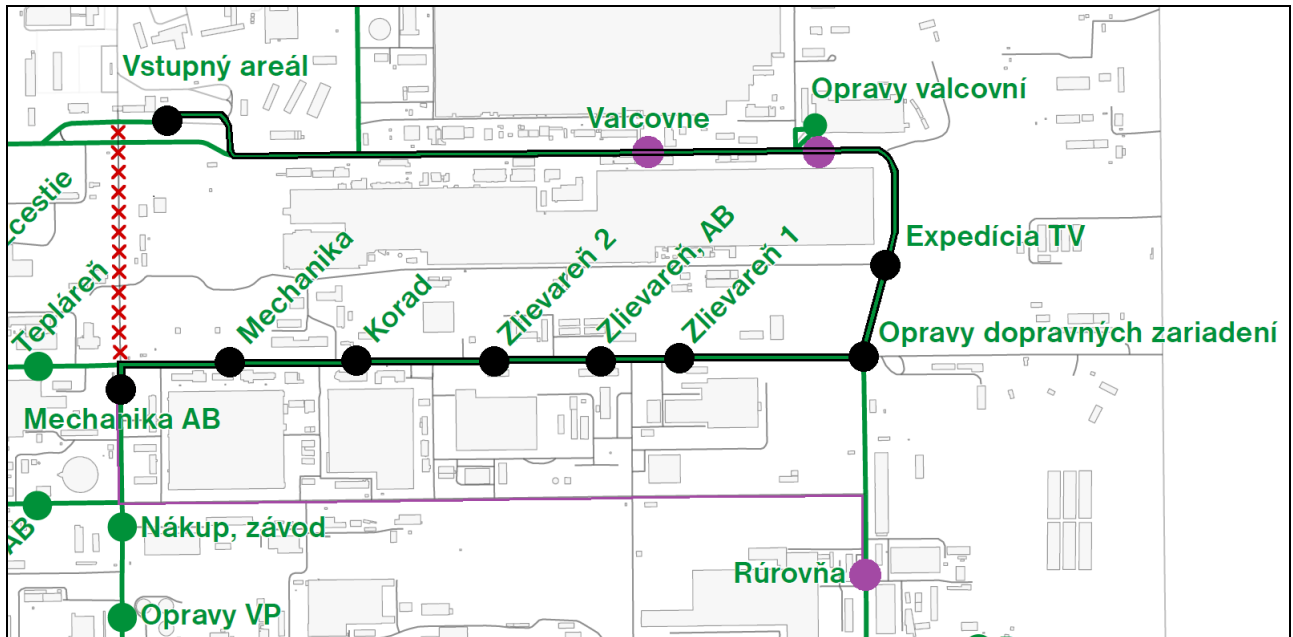 Vstupný areál
Opravy valcovní
Valcovne
cestie
Expedícia TV
Tepláreň
Mechanika
Korad
Zlievareň 2
Zlievareň, AB
Zlievareň 1
Opravy dopravných zariadení
Mechanika AB
AB
Nákup, závod
Rúrovňa
Opravy VP